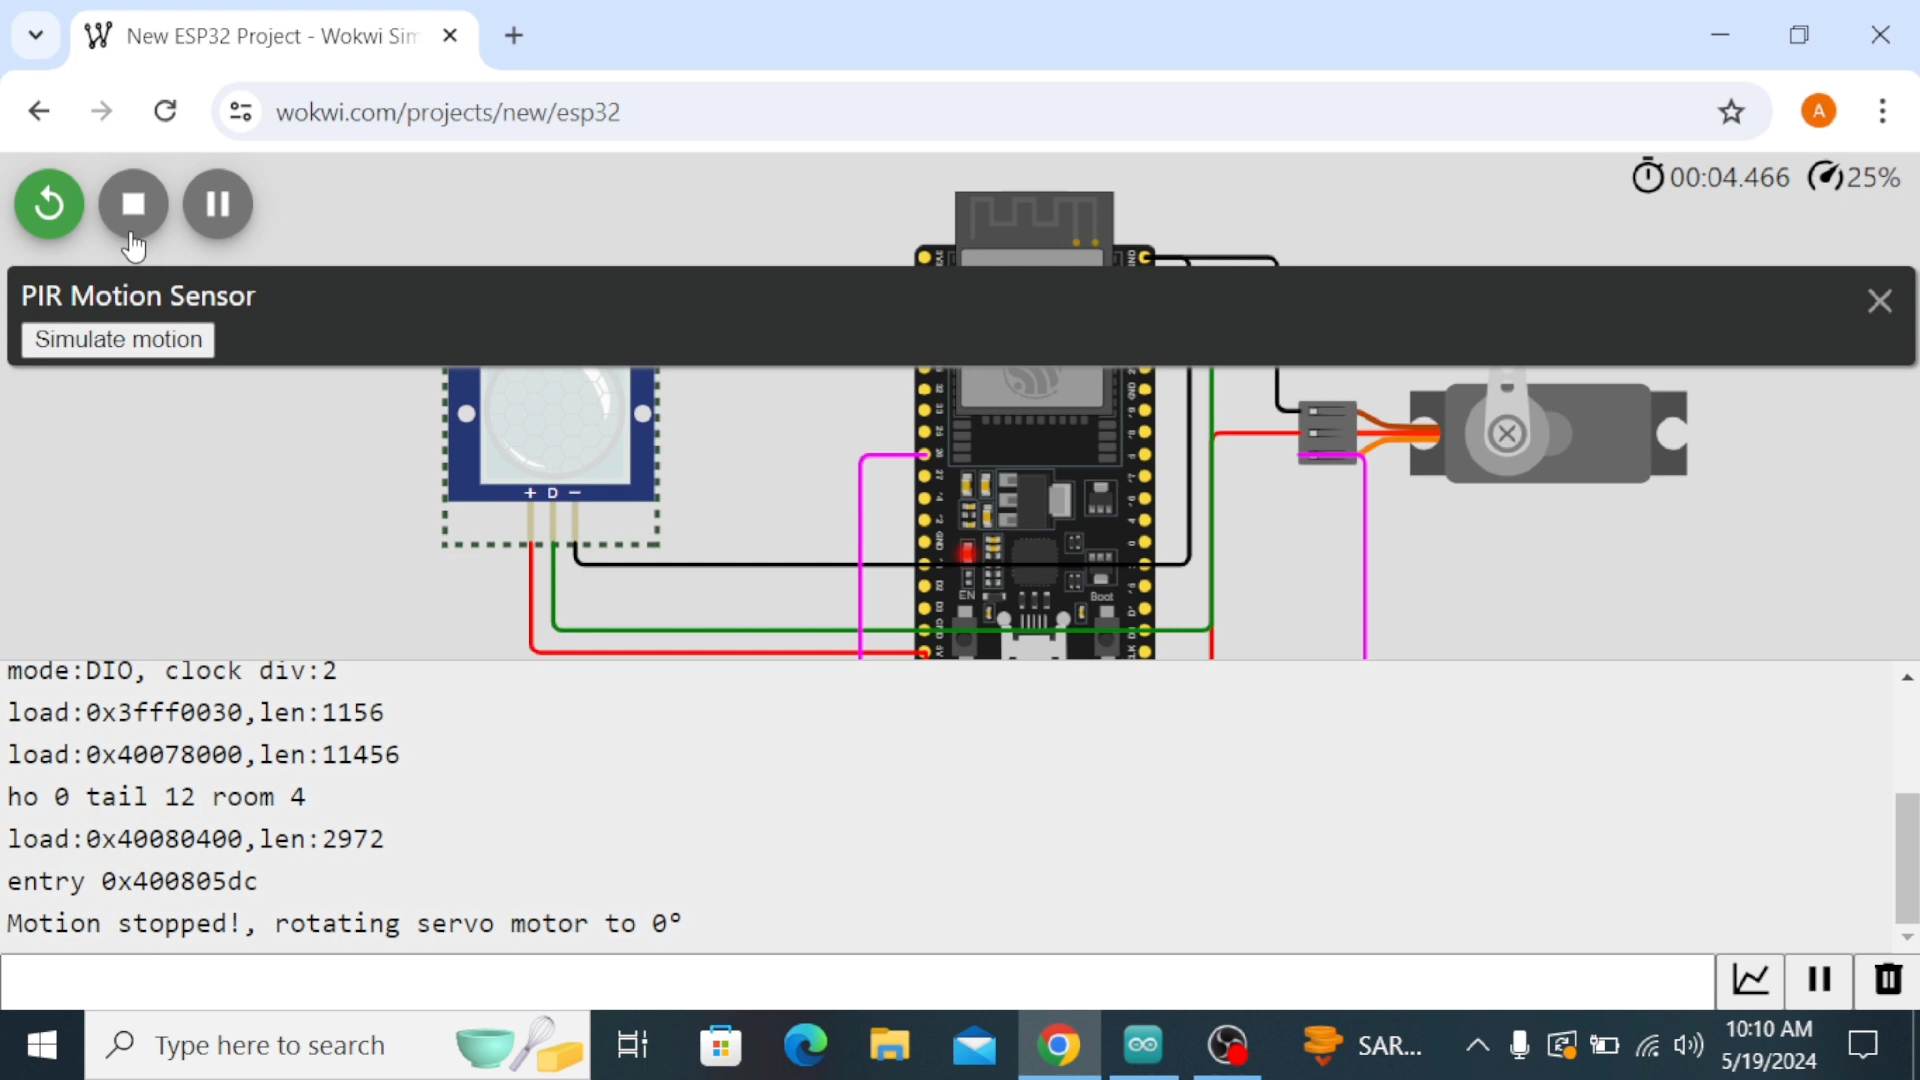 New ESP32 Project - Wokwi Sim
wokwi.com/projects/new/esp32
A
00:04.466 25%
PIR Motion Sensor
Simulate motion
+ D −
EN
Boot
mode:DIO, clock div:2
load:0x3fff0030,len:1156
load:0x40078000,len:11456
ho 0 tail 12 room 4
load:0x40080400,len:2972
entry 0x400805dc
Motion stopped!, rotating servo motor to 0°
Type here to search
SAR...
10:10 AM
5/19/2024